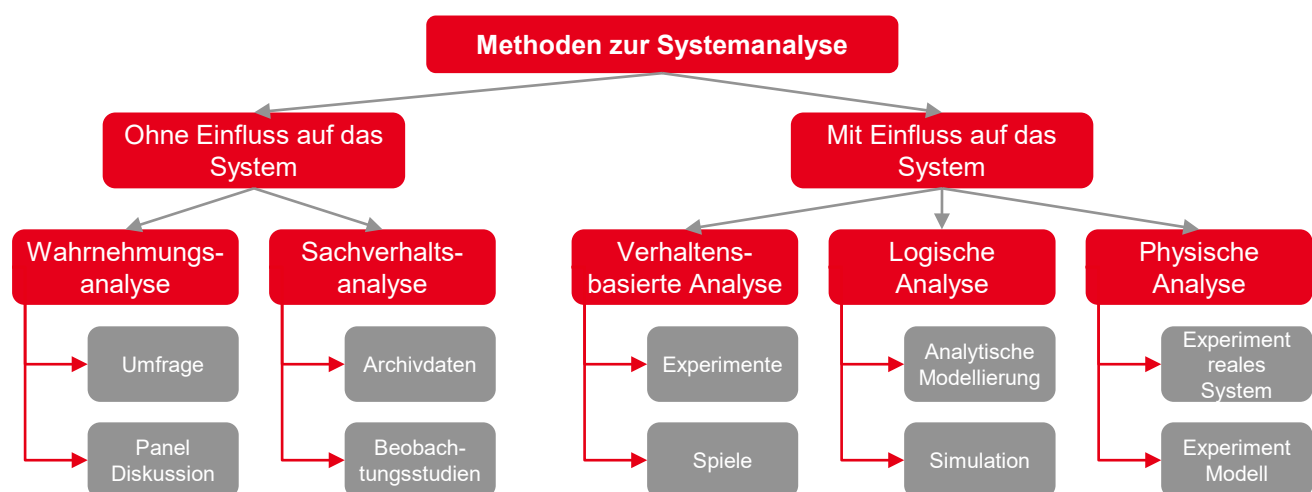 Methoden zur Systemanalyse
Ohne Einfluss auf das
System
Mit Einfluss auf das
System
Wahrnehmungs-
analyse
Sachverhalts-
analyse
Verhaltens-
basierte Analyse
Logische
Analyse
Physische
Analyse
Umfrage
Archivdaten
Experimente
Analytische
Modellierung
Experiment
reales
System
Panel
Diskussion
Beobach-
tungsstudien
Spiele
Simulation
Experiment
Modell